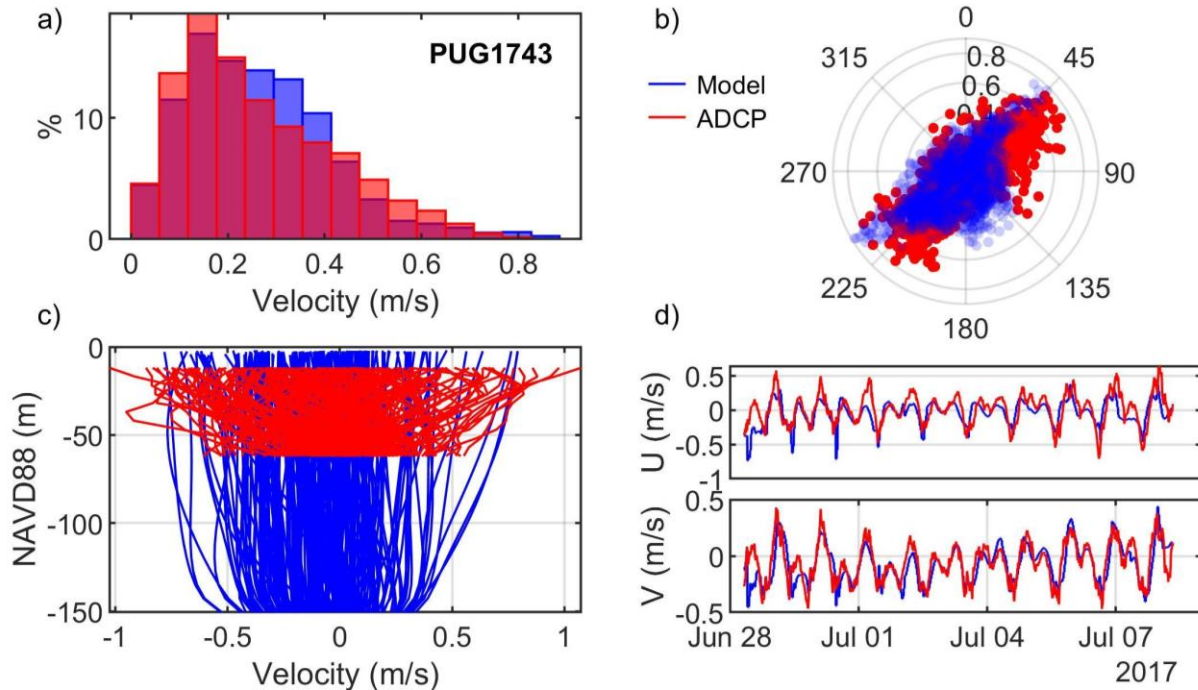 a)
PUG1743
10
0
%
0 0.2 0.4 0.6 0.8
Velocity (m/s)
b)
Model
ADCP
0
45
90
135
180
225
270
315
0.8
0.6
c)
0
-50
-100
-150
NAVD88 (m)
-1 -0.5 0 0.5 1
Velocity (m/s)
d)
0.5
0
-0.5
-1
U (m/s)
0.5
0
-0.5
V (m/s)
Jun 28 Jul 01 Jul 04 Jul 07
2017